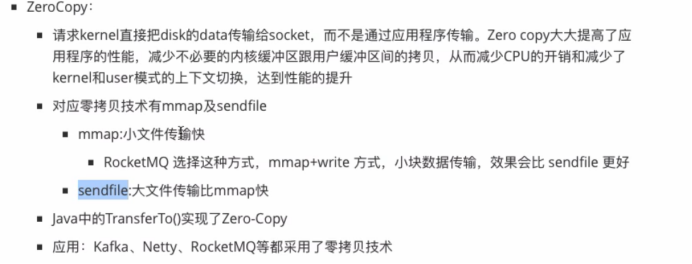 ZeroCopy：
请求kernel直接把disk的data传输给socket，而不是通过应用程序传输。Zero copy大大提高了应
用程序的性能，减少不必要的内核缓冲区跟用户缓冲区间的拷贝，从而减少CPU的开销和减少了
kernel和user模式的上下文切换，达到性能的提升
对应零拷贝技术有mmap及sendfile
mmap:小文件传输快
RocketMQ 选择这种方式，mmap+write 方式，小块数据传输，效果会比 sendfile 更好
sendfile:大文件传输比mmap快
Java中的TransferTo()实现了Zero-Copy
应用：Kafka、Netty、RocketMQ等都采用了零拷贝技术